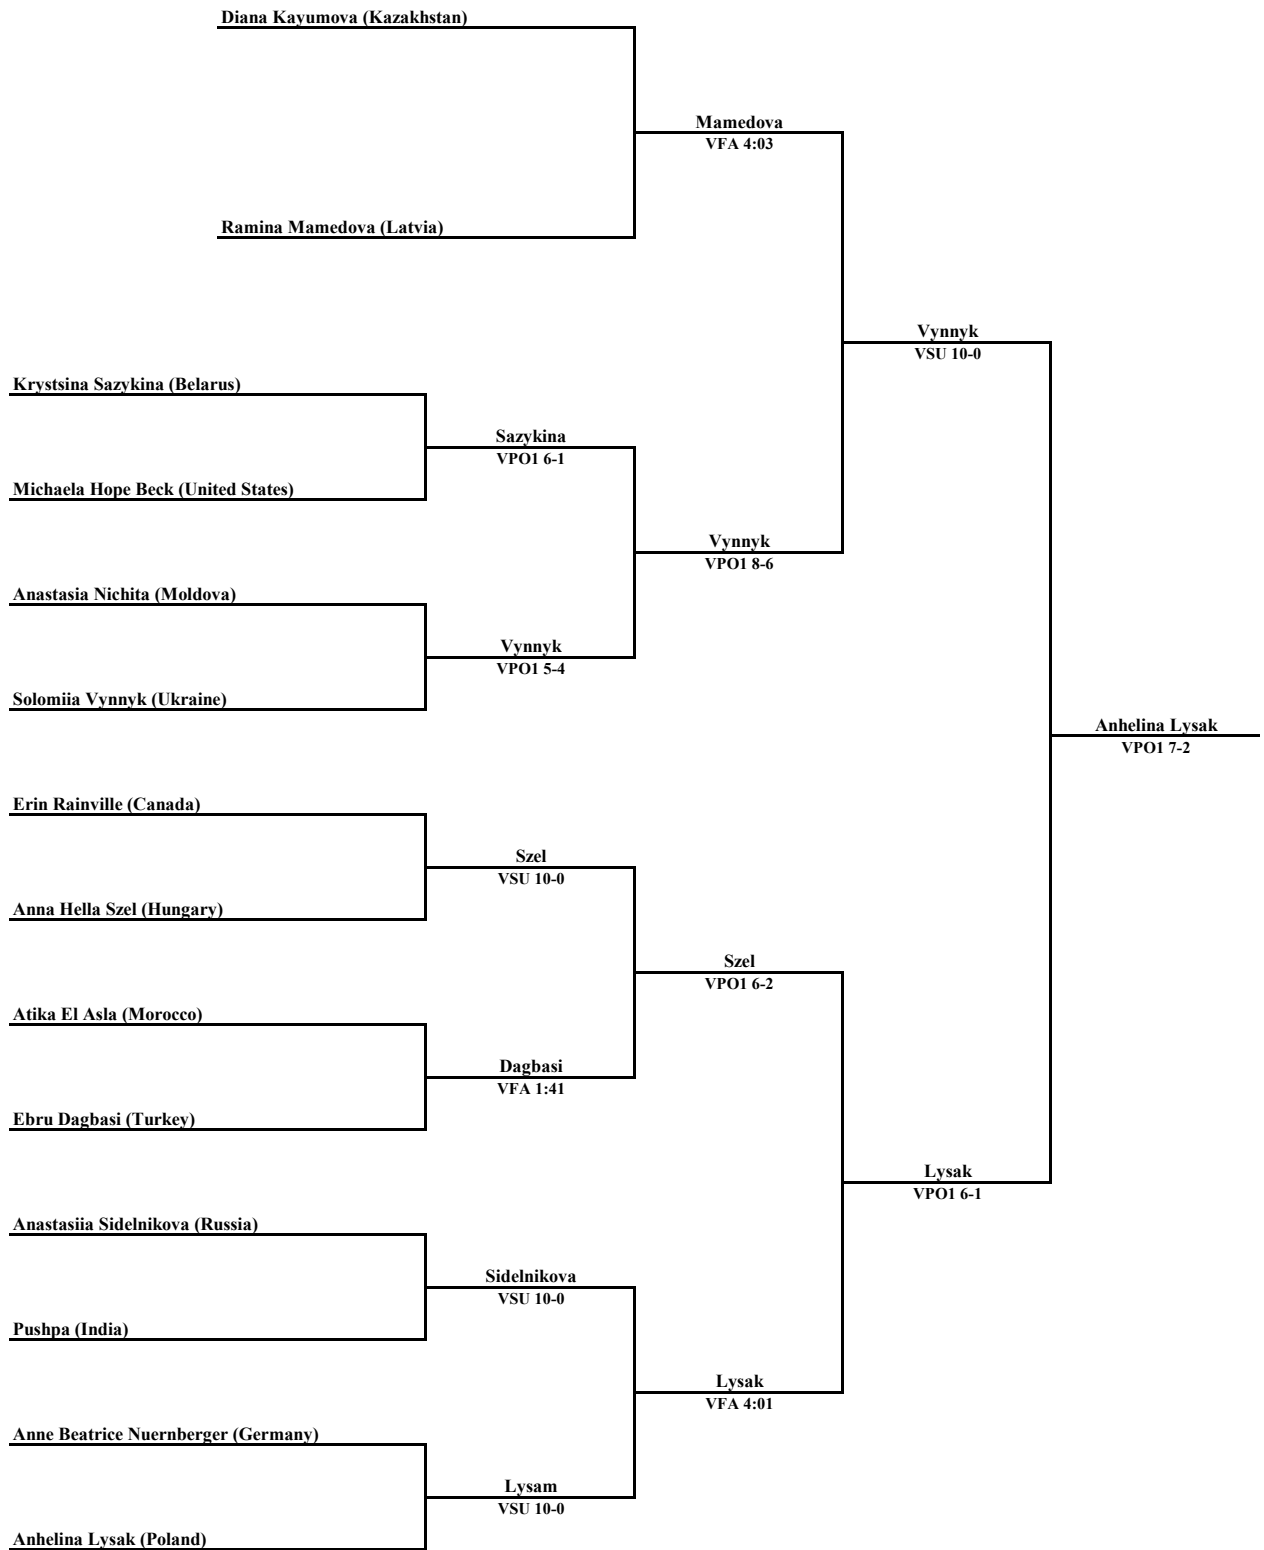 Diana Kayumova (Kazakhstan)
Mamedova
VFA 4:03
Ramina Mamedova (Latvia)
Vynnyk
VSU 10-0
Krystsina Sazykina (Belarus)
Sazykina
VPO1 6-1
Michaela Hope Beck (United States)
Vynnyk
VPO1 8-6
Anastasia Nichita (Moldova)
Vynnyk
VPO1 5-4
Solomiia Vynnyk (Ukraine)
Anhelina Lysak
VPO1 7-2
Erin Rainville (Canada)
Szel
VSU 10-0
Anna Hella Szel (Hungary)
Szel
VPO1 6-2
Atika El Asla (Morocco)
Dagbasi
VFA 1:41
Ebru Dagbasi (Turkey)
Lysak
VPO1 6-1
Anastasiia Sidelnikova (Russia)
Sidelnikova
VSU 10-0
Pushpa (India)
Lysak
VFA 4:01
Anne Beatrice Nuernberger (Germany)
Lysam
VSU 10-0
Anhelina Lysak (Poland)